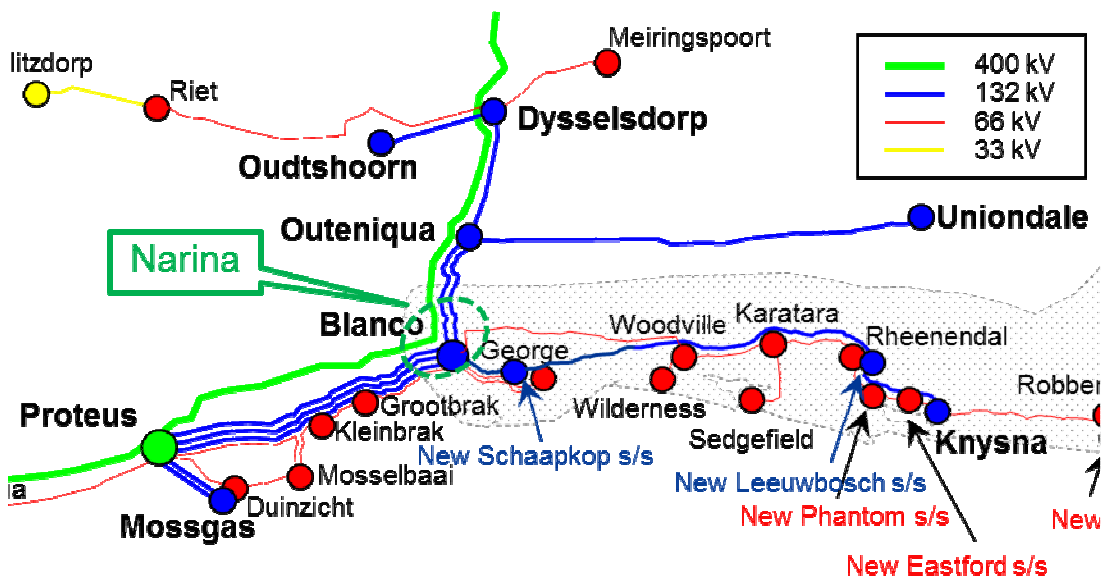 Meiringspoort
400 kV
132 kV
66 kV
33 kV
litzdorp
Riet
Dysselsdorp
Oudtshoorn
Outeniqua
Uniondale
Narina
Blanco
Woodville
Karatara
Rheenendal
George
Robber
Proteus
Grootbrak
Kleinbrak
Wilderness
Sedgefield
Knysna
New Schaapkop s/s
Mosselbaai
New Leeuwbosch s/s
Duinzicht
New Phantom s/s
New
Mossgas
New Eastford s/s